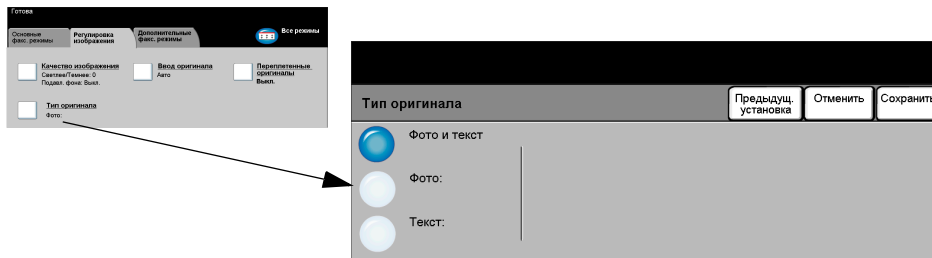 Готова
Основные
факс. режимы
Регулировка
изображения
Дополнительные
факс. режимы
Все режимы
Качество изображения
Светлее/Темнее: 0
Подавл. фона: Выкл.
Ввод оригинала
Авто
Переплетенные
оригиналы
Выкл.
Тип оригинала
Фото:
Тип оригинала
Предыдущ.
установка
Отменить
Сохранить
Фото и текст
Фото:
Текст: